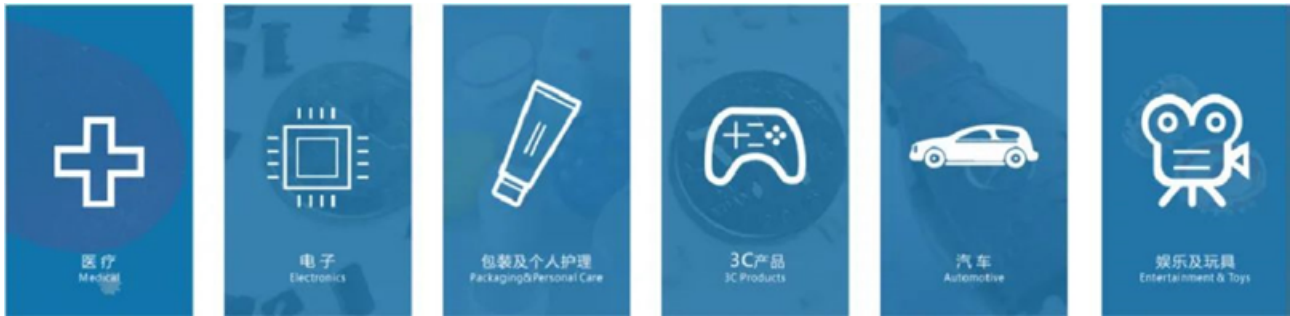 医疗
Medical
电子
Electronics
包装及个人护理
Packaging&Personal Care
3C产品
3C Products
汽车
Automotive
娱乐及玩具
Entertainment & Toys